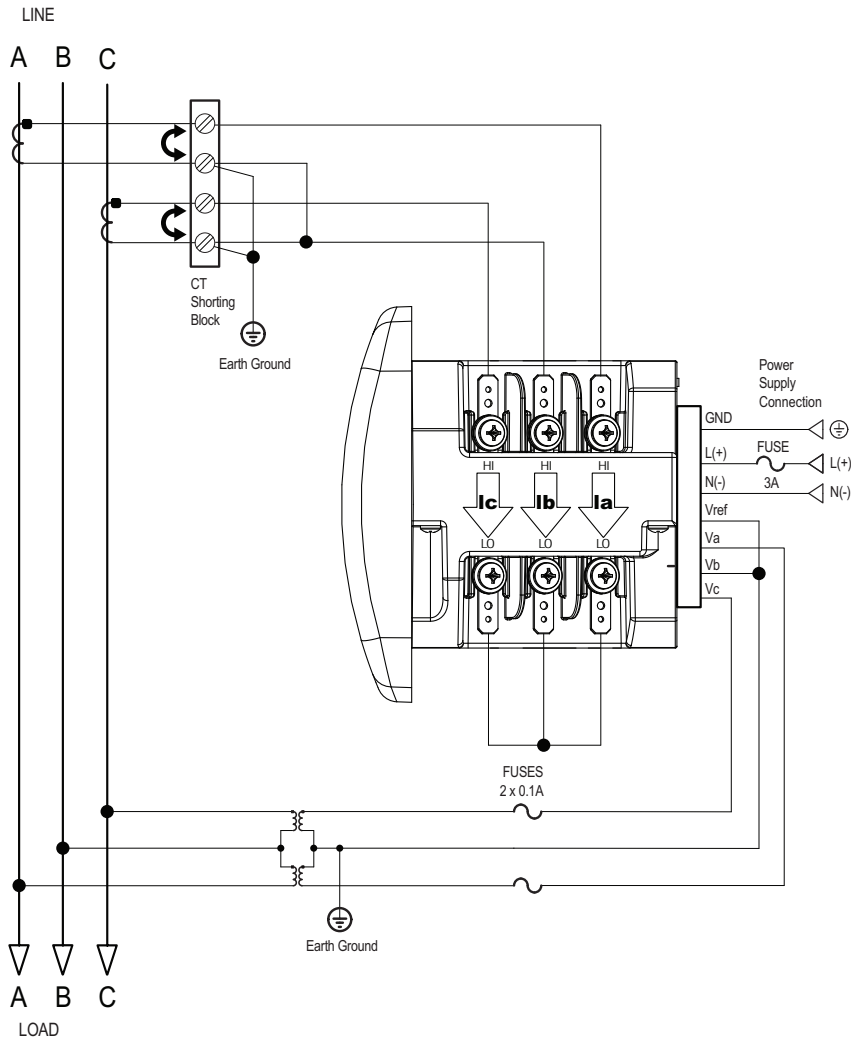 LINE
A B C
CT
Shorting
Block
Earth Ground
Power
Supply
Connection
GND
L(+) FUSE L(+)
N(-) 3A N(-)
Vref
Va
Vb
Vc
HI HI HI
Ic Ib Ia
LO LO LO
FUSES
2 x 0.1A
Earth Ground
A B C
LOAD